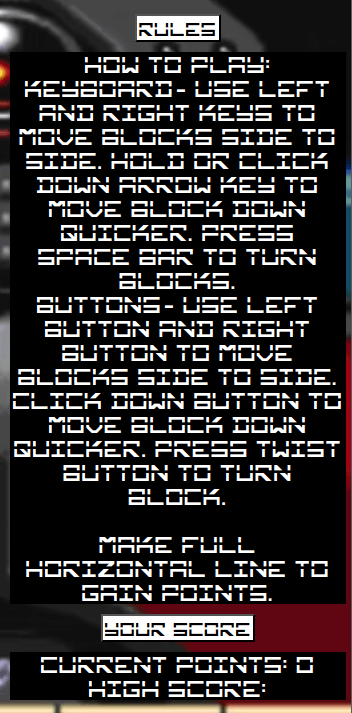 RULES
HOW TO PLAY:
KEYBOARD- USE LEFT
AND RIGHT KEYS TO
MOVE BLOCKS SIDE TO
SIDE. HOLD OR CLICK
DOWN ARROW KEY TO
MOVE BLOCK DOWN
QUICKER. PRESS
SPACE BAR TO TURN
BLOCKS.
BUTTONS- USE LEFT
BUTTON AND RIGHT
BUTTON TO MOVE
BLOCKS SIDE TO SIDE.
CLICK DOWN BUTTON TO
MOVE BLOCK DOWN
QUICKER. PRESS TWIST
BUTTON TO TURN
BLOCK.
MAKE FULL
HORIZONTAL LINE TO
GAIN POINTS.
YOUR SCORE
CURRENT POINTS: 0
HIGH SCORE: